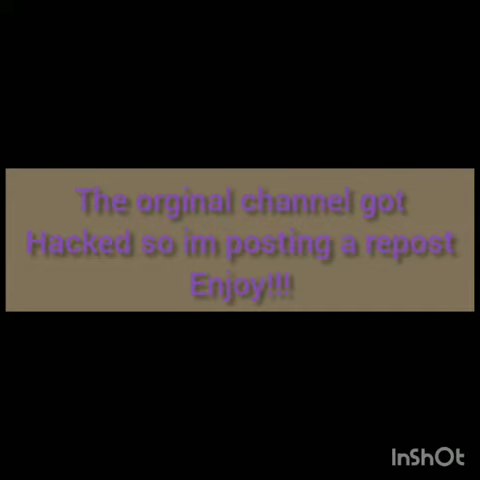 The orginal channel got
Hacked so im posting a repost
Enjoy!!!
InShOt